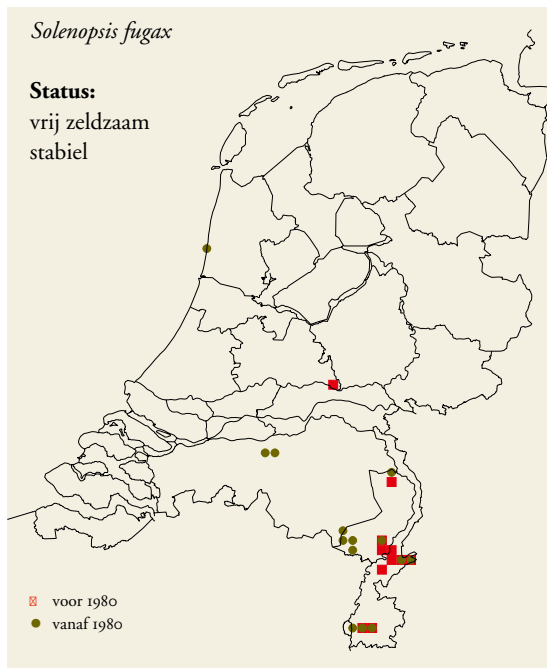 Solenopsis fugax
Status:
vrij zeldzaam
stabiel
voor 1980
vanaf 1980